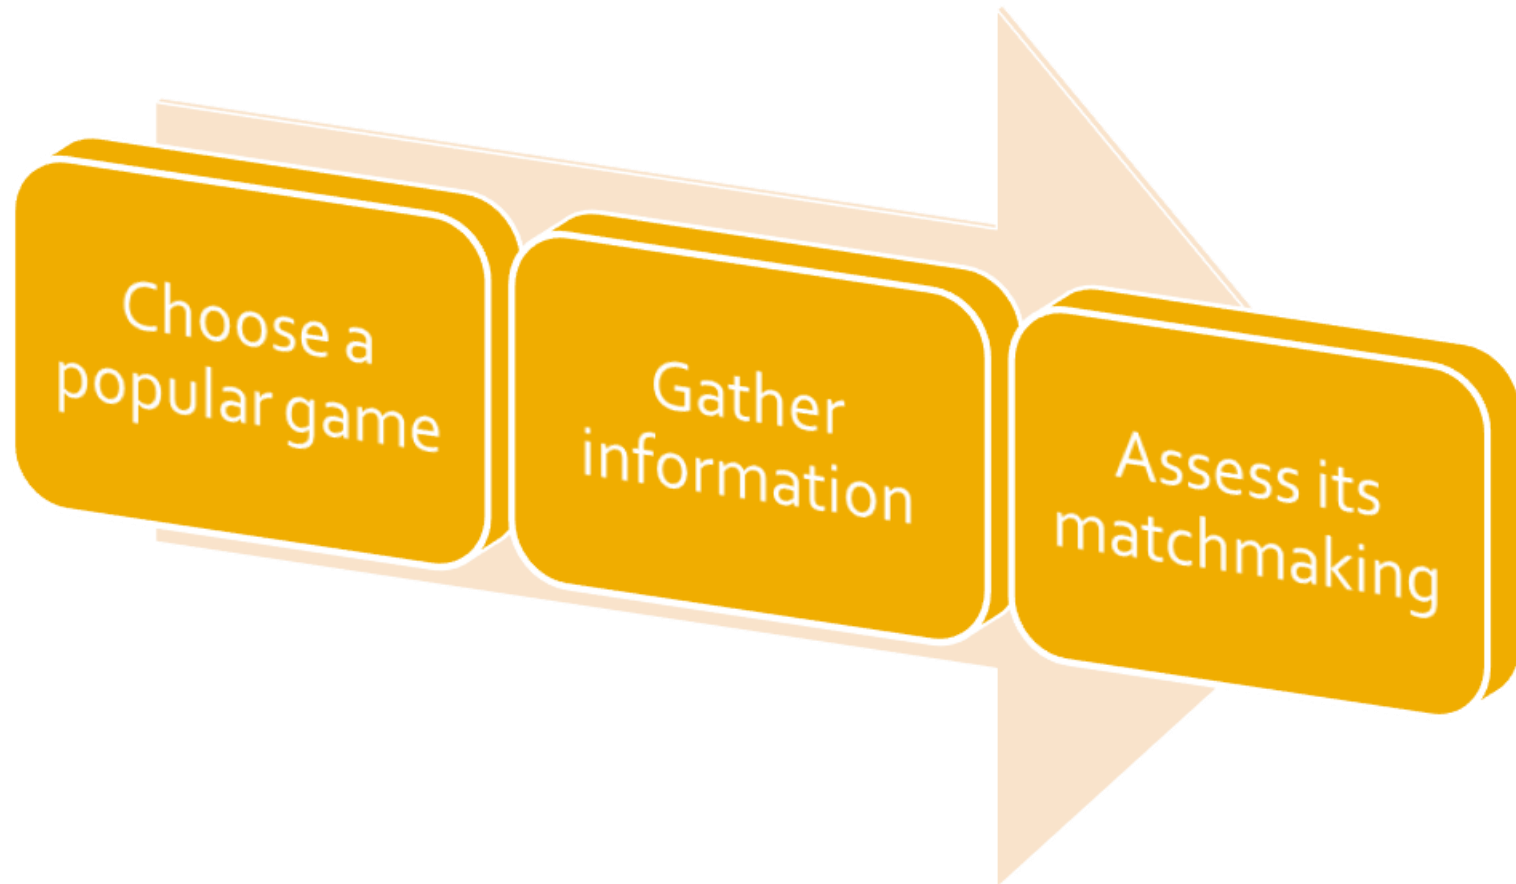 Choose a
popular game
Gather
information
Assess its
matchmaking